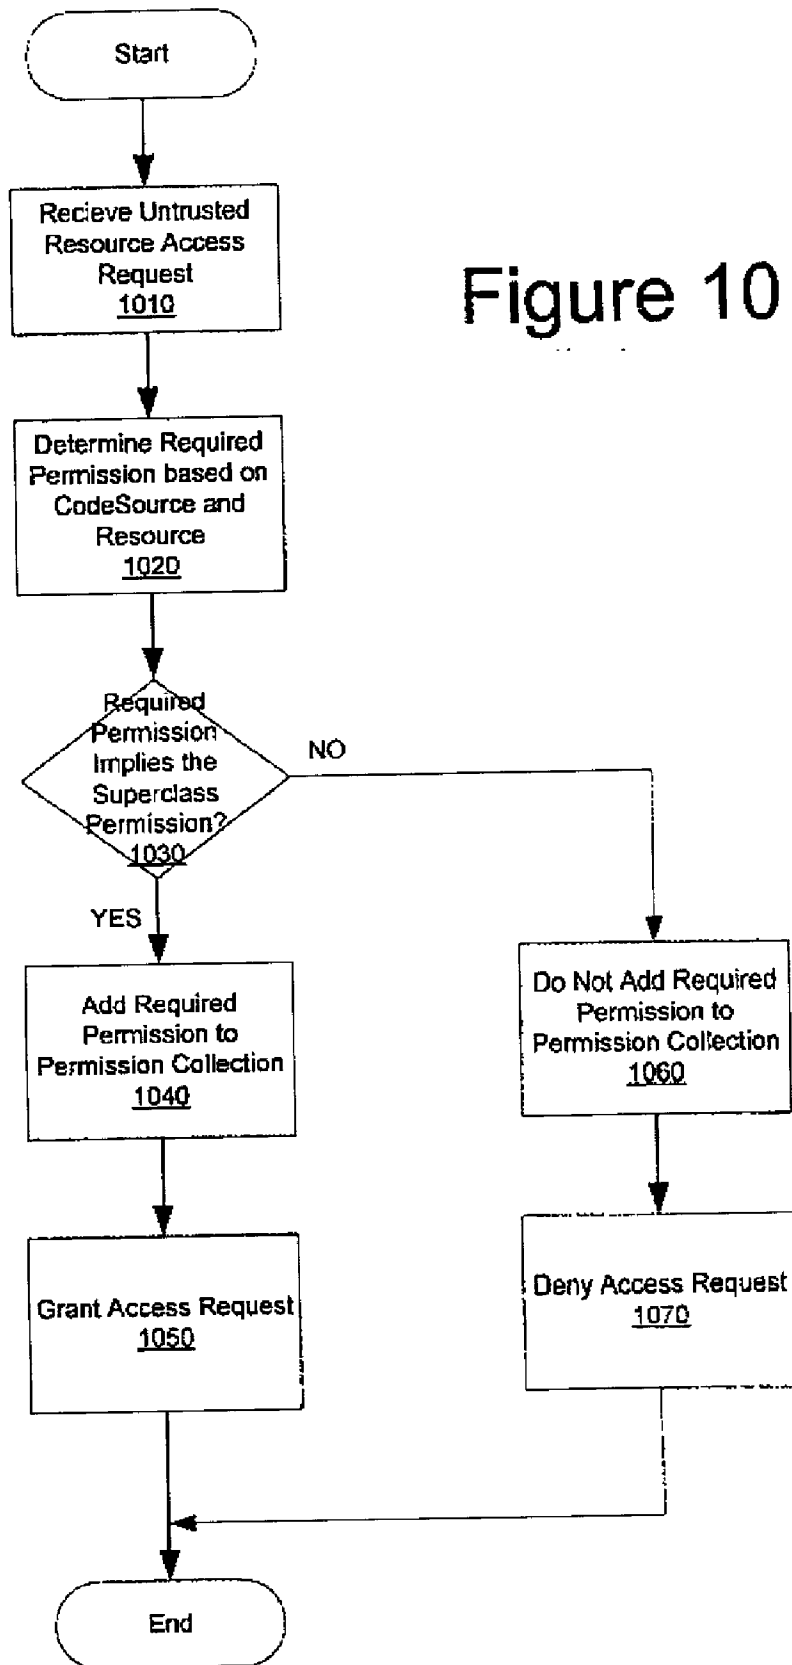 Start
Recieve Untrusted
Resource Access
Request
1010
Figure 10
Determine Required
Permission based on
CodeSource and
Resource
1020
Required
Permission
Implies the
Superclass
Permission?
1030
NO
YES
Add Required
Permission to
Permission Collection
1040
Do Not Add Required
Permission to
Permission Collection
1060
Grant Access Request
1050
Deny Access Request
1070
End